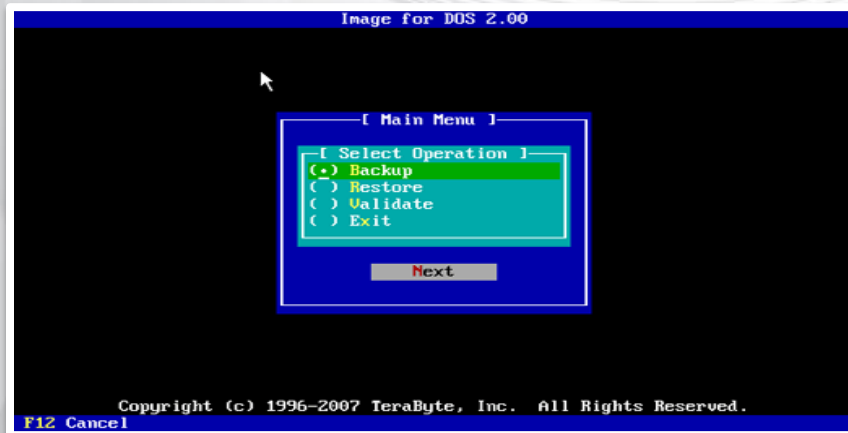 Image for DOS 2.00
[ Main Menu ]
[ Select Operation ]
(•) Backup
( ) Restore
( ) Validate
( ) Exit
Next
Copyright (c) 1996-2007 TeraByte, Inc. All Rights Reserved.
F12 Cancel